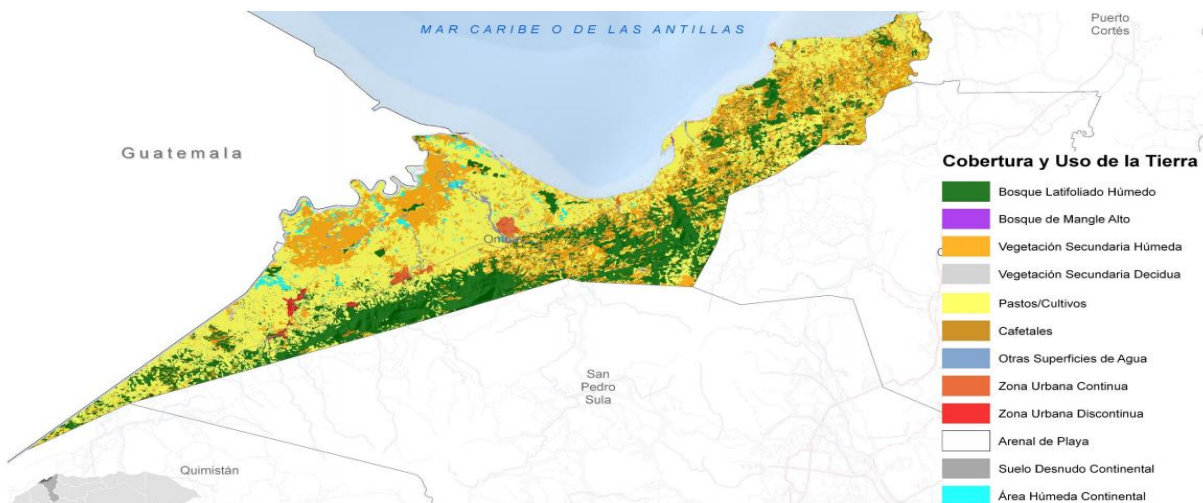 MAR CARIBE O DE LAS ANTILLAS
Puerto
Cortés
Guatemala
Cobertura y Uso de la Tierra
Bosque Latifoliado Húmedo
Bosque de Mangle Alto
Vegetación Secundaria Húmeda
Vegetación Secundaria Decidua
Pastos/Cultivos
Cafetales
Otras Superficies de Agua
Zona Urbana Continua
Zona Urbana Discontinua
Arenal de Playa
Suelo Desnudo Continental
Área Húmeda Continental
San
Pedro
Sula
Quimistán